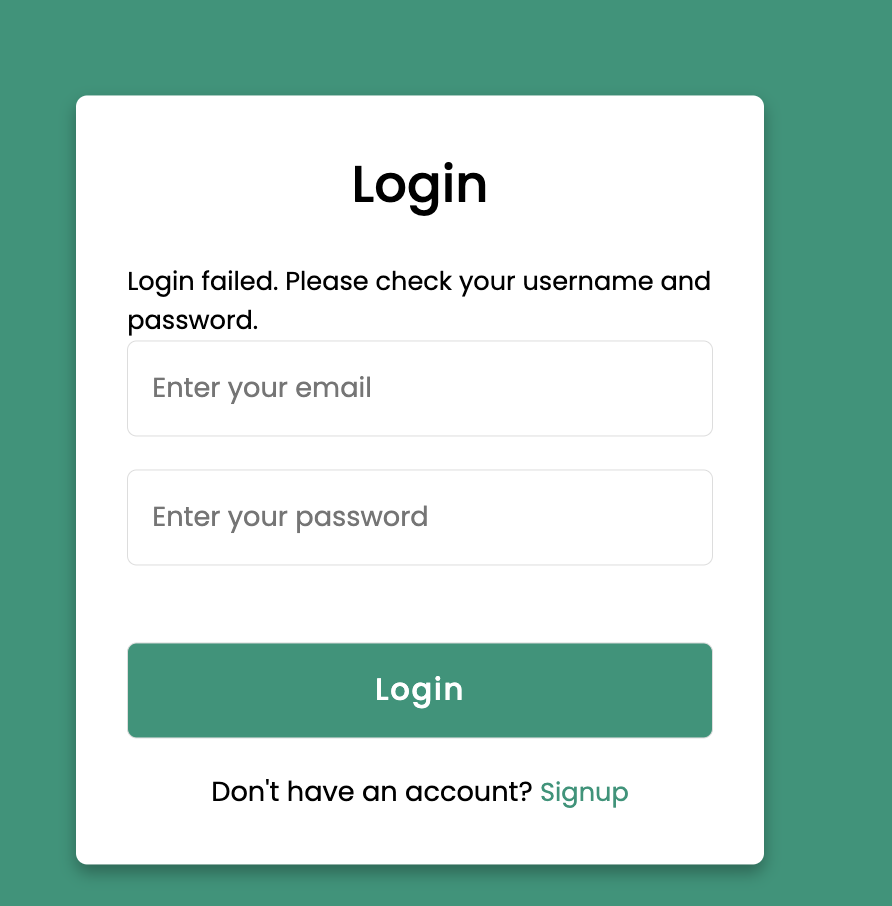 Login
Login failed. Please check your username and
password.
Enter your email
Enter your password
Login
Don't have an account? Signup